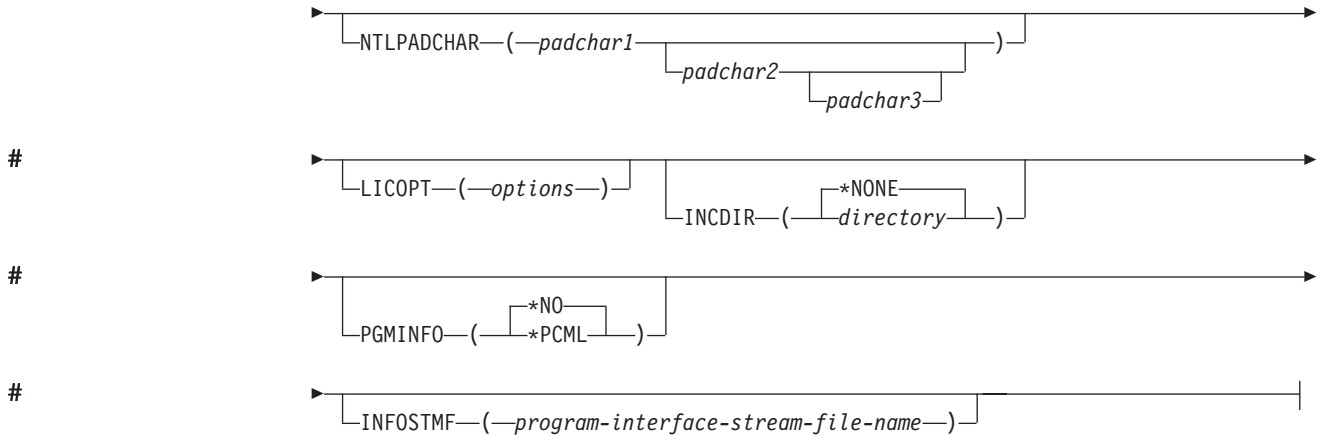 NTLPADCHAR ( padchar1 )
padchar2
padchar3
#
LICOPT ( options )
*NONE
INCDIR ( directory )
#
*NO
PGMINFO ( *PCML )
#
INFOSTMF ( program-interface-stream-file-name )